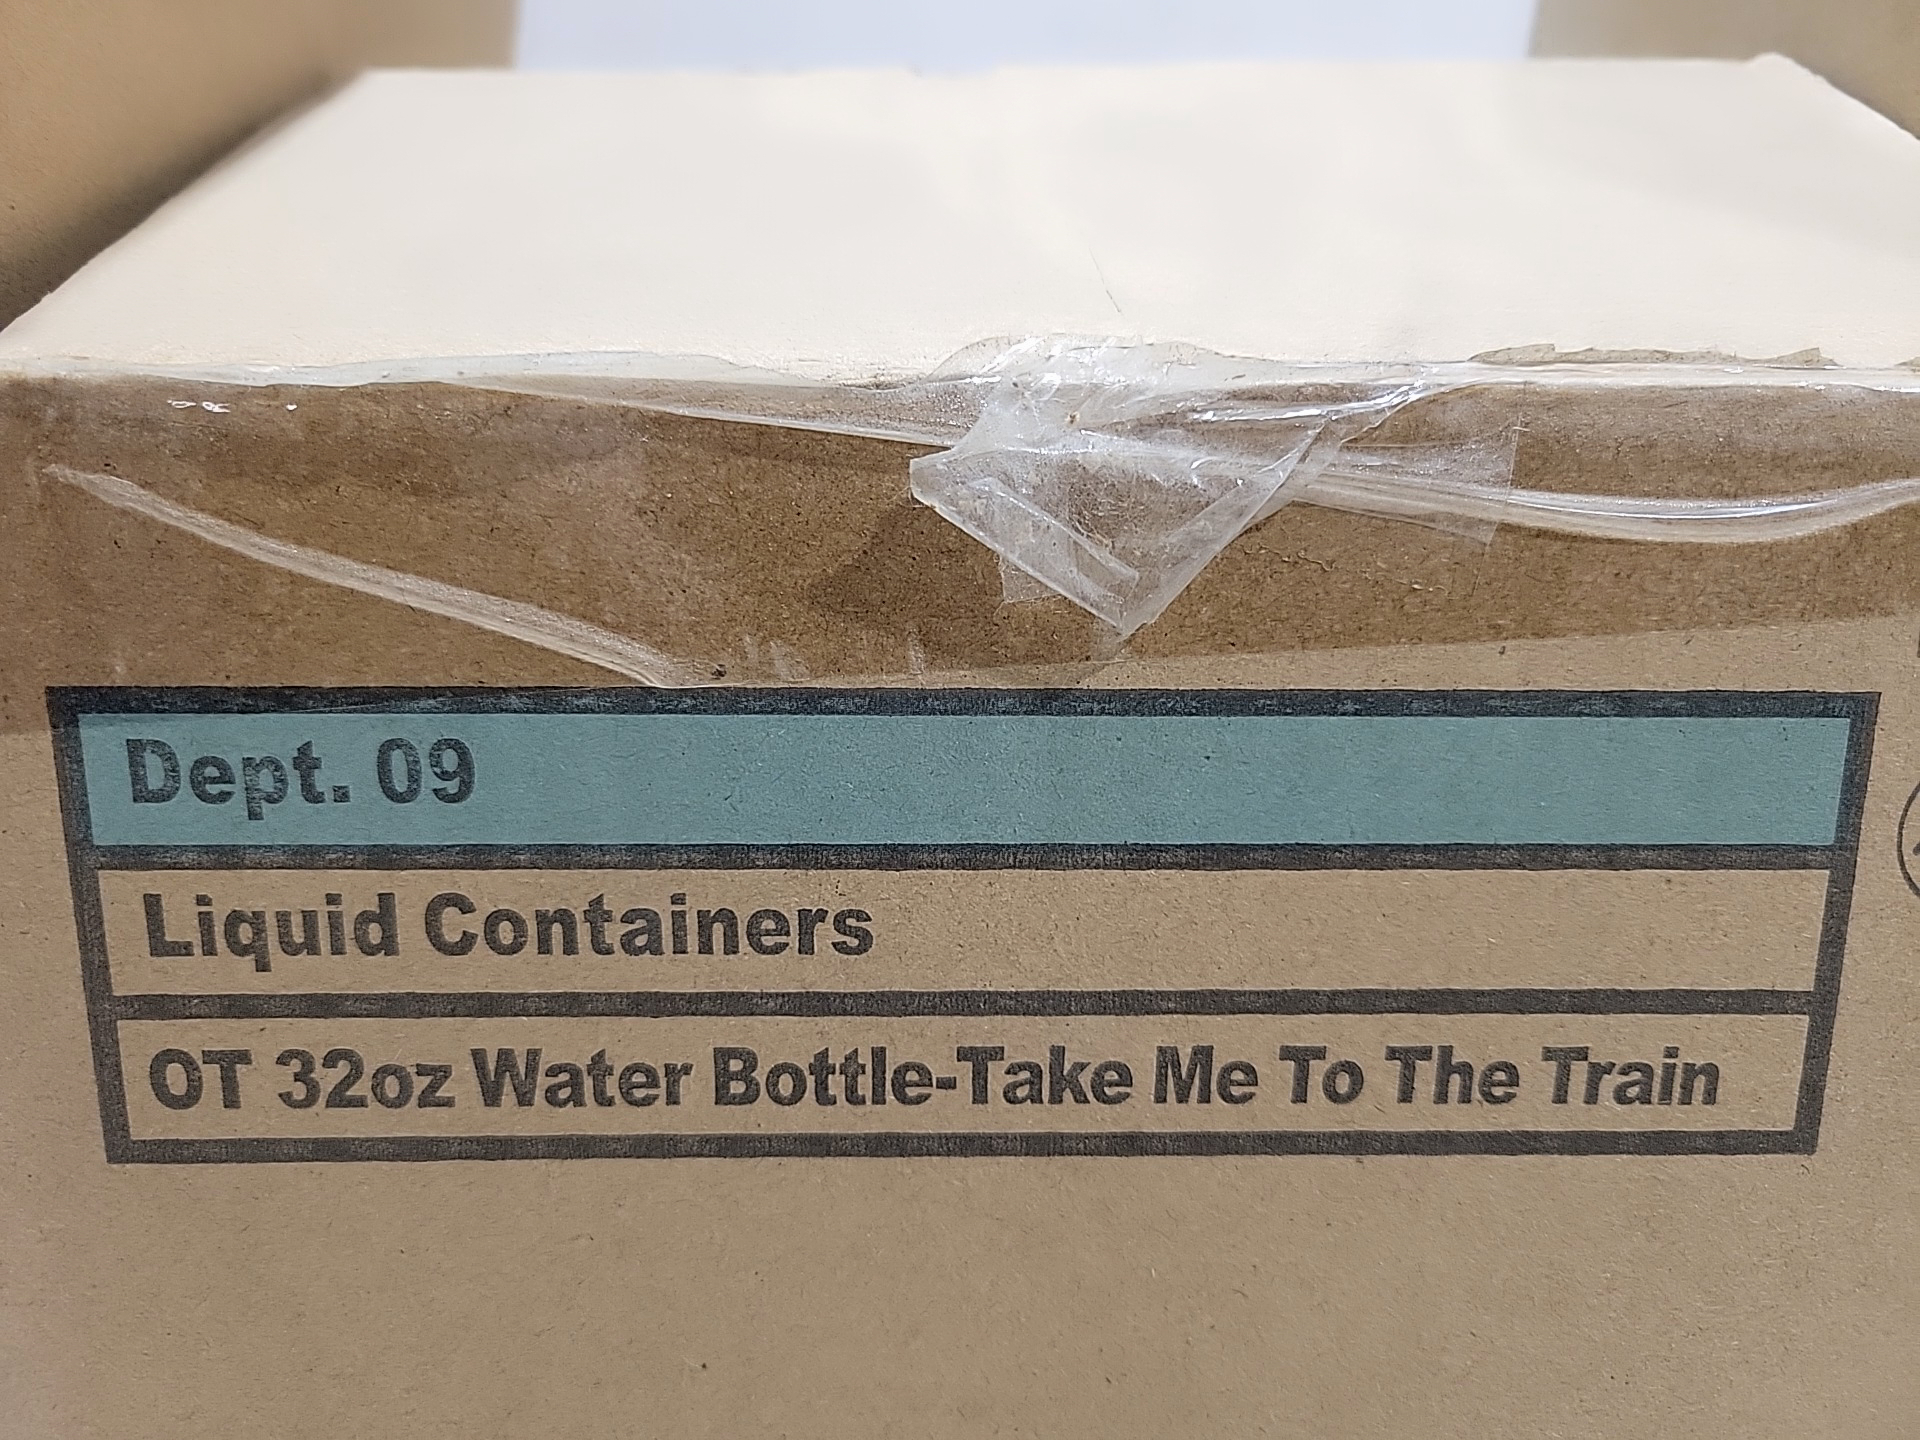 Dept. 09
Liquid Containers
OT 32oz Water Bottle-Take Me To The Train